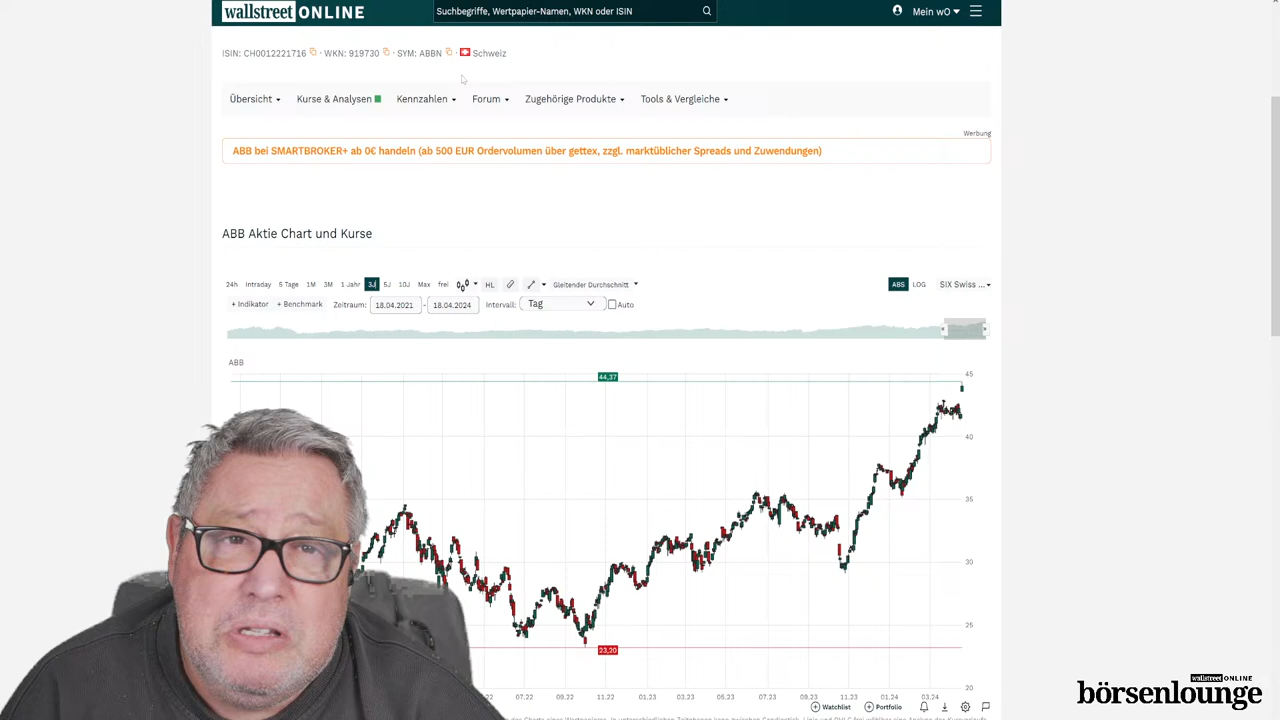 wallstreet ONLINE Suchbegriffe, Wertpapier-Namen, WKN oder ISIN Mein wO
ISIN: CH0012221716 · WKN: 919730 · SYM: ABBN · Schweiz
Übersicht Kurse & Analysen Kennzahlen Forum Zugehörige Produkte Tools & Vergleiche
Werbung
ABB bei SMARTBROKER+ ab 0€ handeln (ab 500 EUR Ordervolumen über gettex, zzgl. marktüblicher Spreads und Zuwendungen)
ABB Aktie Chart und Kurse
24h Intraday 5 Tage 1M 3M 1 Jahr 3J 5J 10J Max frei HL Gleitender Durchschnitt ABS LOG SIX Swiss ...
+ Indikator + Benchmark Zeitraum: 18.04.2021 - 18.04.2024 Intervall: Tag Auto
ABB
44,37
45
40
35
30
25
23,20
20
07.22 09.22 11.22 01.23 03.23 05.23 07.23 09.23 11.23 01.24 03.24
Watchlist Portfolio
wallstreet ONLINE
börsenlounge